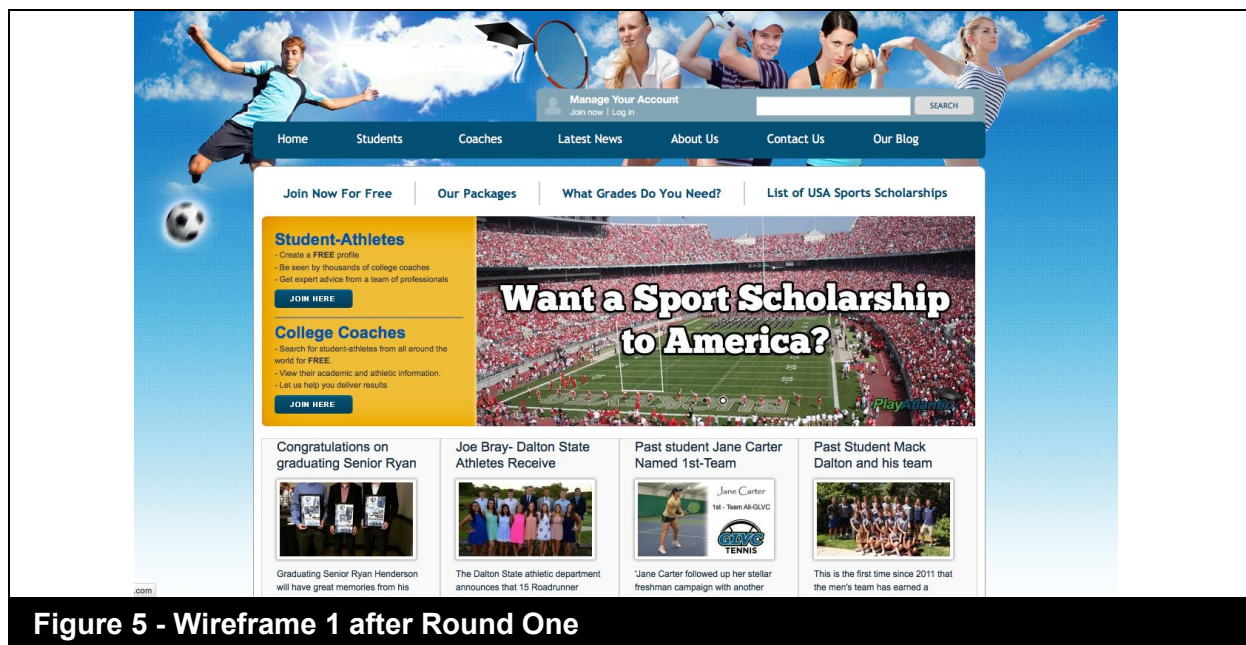 Manage Your Account
Join now | Log in
SEARCH
Home Students Coaches Latest News About Us Contact Us Our Blog
Join Now For Free Our Packages What Grades Do You Need? List of USA Sports Scholarships
Student-Athletes
- Create a FREE profile
- Be seen by thousands of college coaches
- Get expert advice from a team of professionals
JOIN HERE
College Coaches
- Search for student-athletes from all around the
world for FREE.
- View their academic and athletic information.
- Let us help you deliver results
JOIN HERE
Want a Sport Scholarship
to America?
Congratulations on
graduating Senior Ryan
Graduating Senior Ryan Henderson
will have great memories from his
Joe Bray- Dalton State
Athletes Receive
The Dalton State athletic department
announces that 15 Roadrunner
Past student Jane Carter
Named 1st-Team
Jane Carter
1st - Team All-GLVC
GLVC
TENNIS
'Jane Carter followed up her stellar
freshman campaign with another
Past Student Mack
Dalton and his team
This is the first time since 2011 that
the men's team has earned a
.com
Figure 5 - Wireframe 1 after Round One